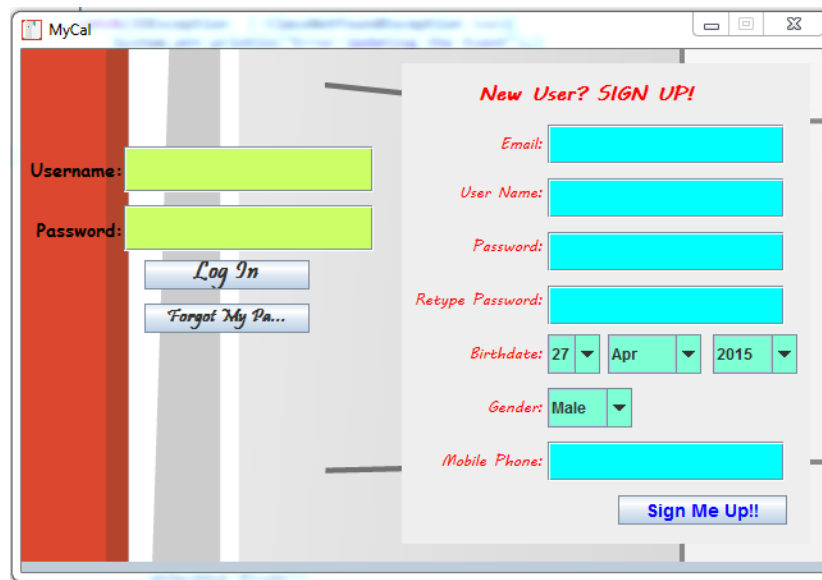 MyCal
Username:
Password:
Log In
Forgot My Pa...
New User? SIGN UP!
Email:
User Name:
Password:
Retype Password:
Birthdate: 27 Apr 2015
Gender: Male
Mobile Phone:
Sign Me Up!!